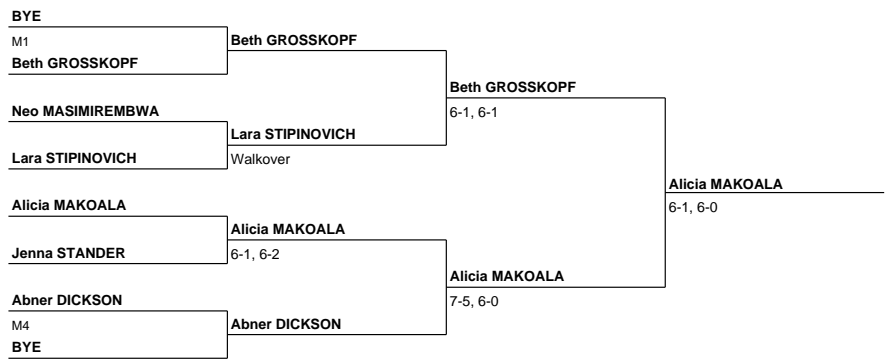 BYE
M1
Beth GROSSKOPF
Beth GROSSKOPF
Neo MASIMIREMBWA
Lara STIPINOVICH
Lara STIPINOVICH
Walkover
Beth GROSSKOPF
6-1, 6-1
Alicia MAKOALA
Jenna STANDER
Alicia MAKOALA
6-1, 6-2
Abner DICKSON
M4
BYE
Abner DICKSON
Alicia MAKOALA
7-5, 6-0
Alicia MAKOALA
6-1, 6-0